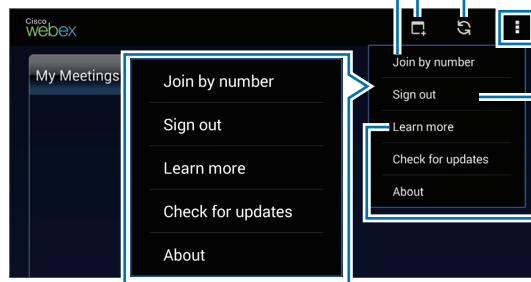 Cisco
webex
My Meetings
Join by number
Sign out
Learn more
Check for updates
About
Join by number
Sign out
Learn more
Check for updates
About